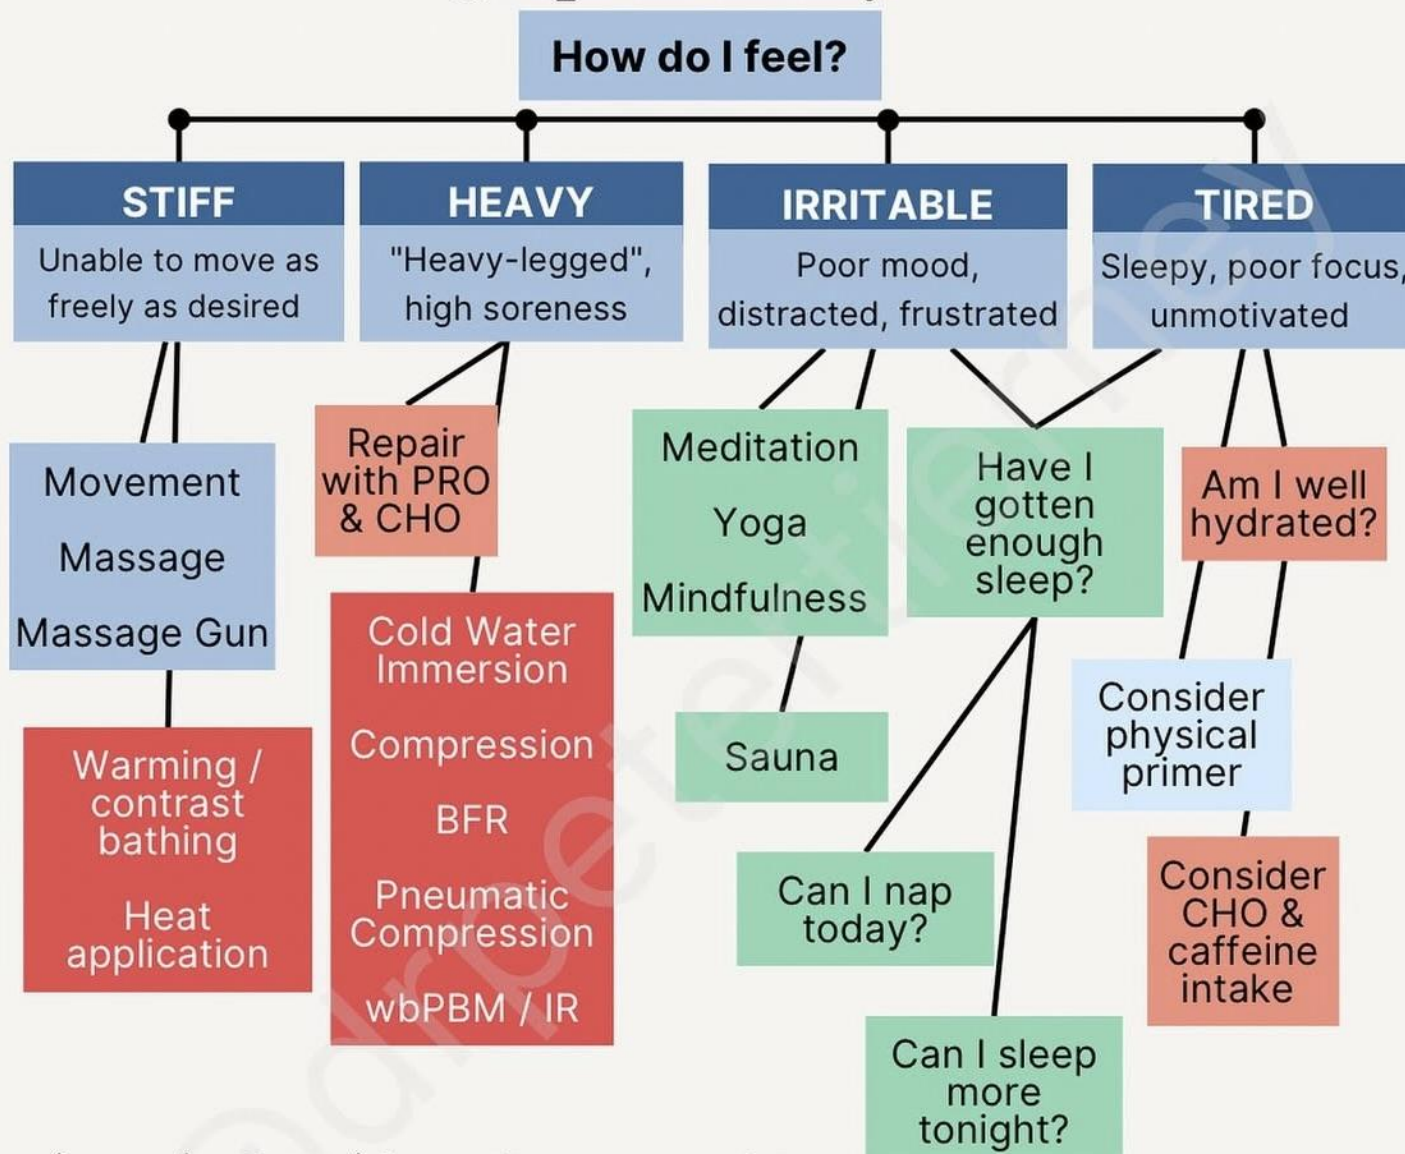 How do I feel?
STIFF
Unable to move as
freely as desired
HEAVY
"Heavy-legged",
high soreness
IRRITABLE
Poor mood,
distracted, frustrated
TIRED
Sleepy, poor focus,
unmotivated
Movement
Massage
Massage Gun
Warming /
contrast
bathing
Heat
application
Repair
with PRO
& CHO
Cold Water
Immersion
Compression
BFR
Pneumatic
Compression
wbPBM / IR
Meditation
Yoga
Mindfulness
Sauna
Have I
gotten
enough
sleep?
Can I nap
today?
Can I sleep
more
tonight?
Am I well
hydrated?
Consider
physical
primer
Consider
CHO &
caffeine
intake
@drpetertierney